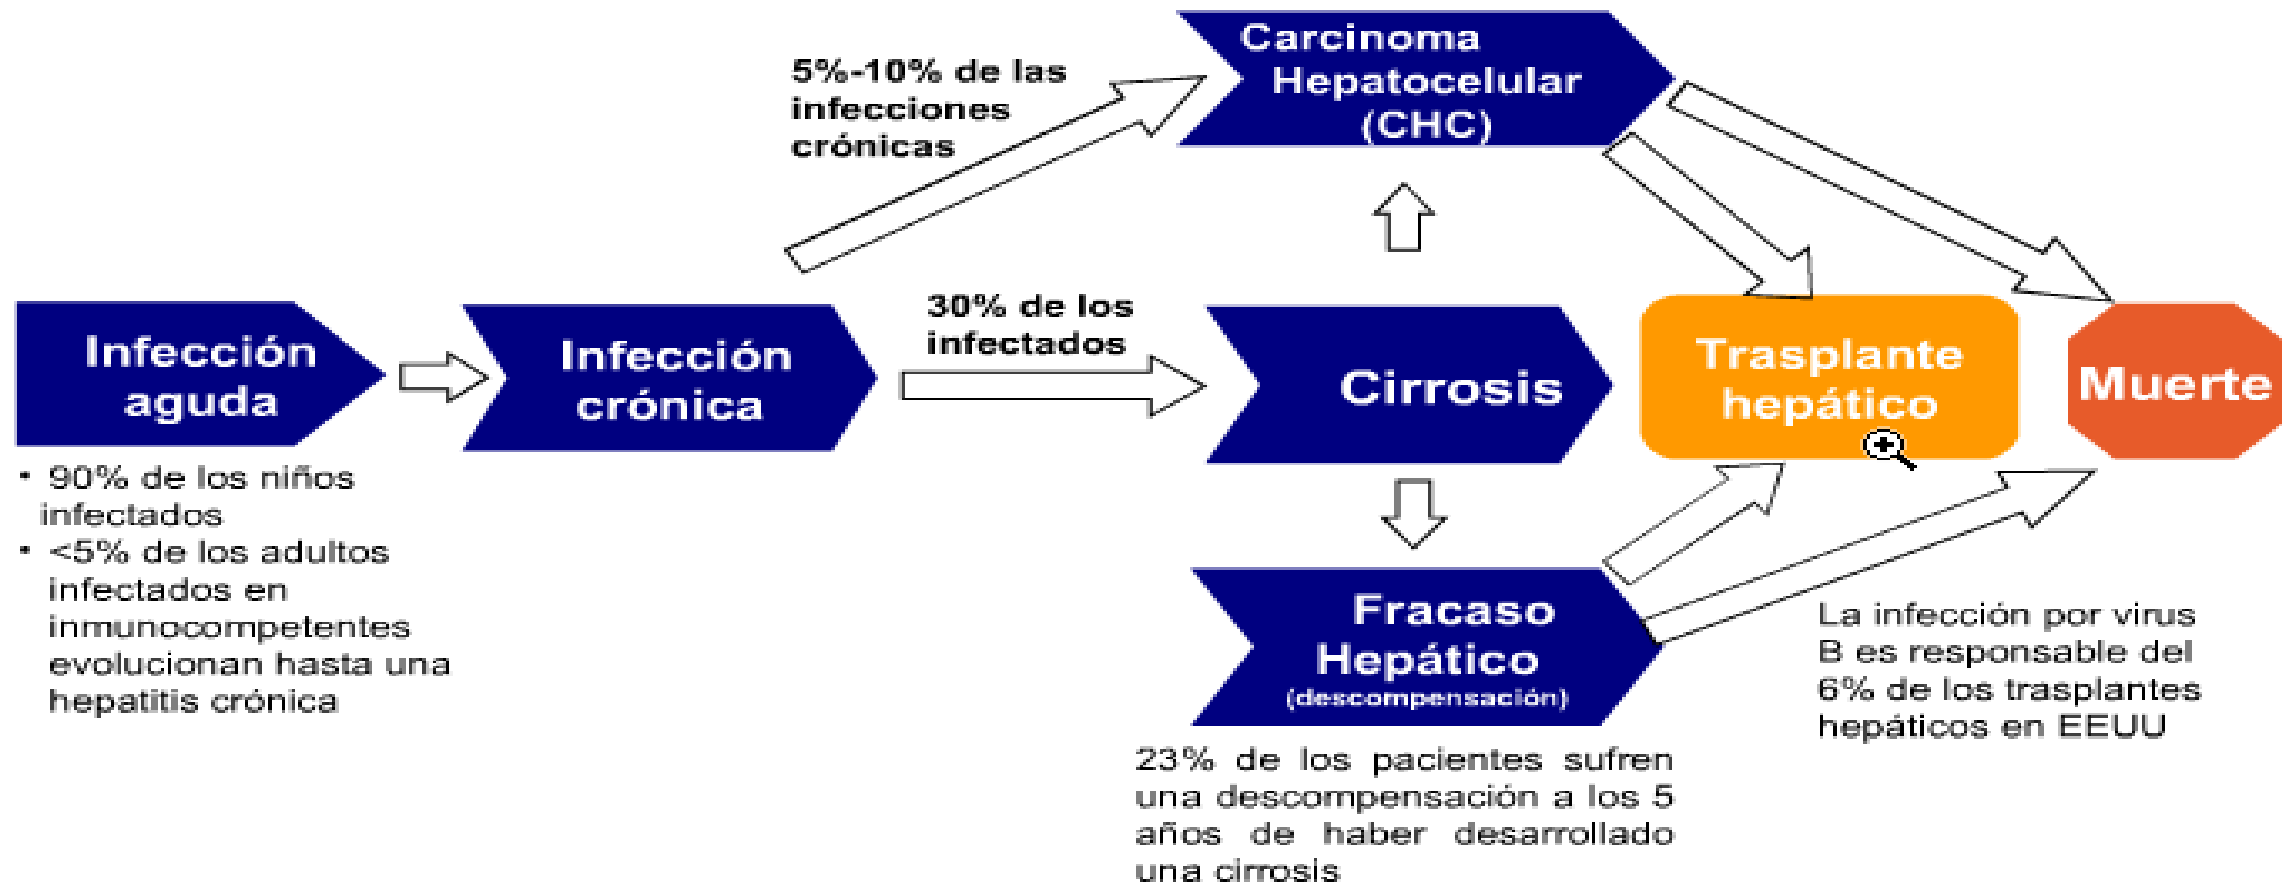 Carcinoma
Hepatocelular
(CHC)
5%-10% de las
infecciones
crónicas
30% de los
infectados
Infección
aguda
Infección
crónica
Cirrosis
Trasplante
hepático
Muerte
• 90% de los niños
infectados
• <5% de los adultos
infectados en
inmunocompetentes
evolucionan hasta una
hepatitis crónica
Fracaso
Hepático
(descompensación)
La infección por virus
B es responsable del
6% de los trasplantes
hepáticos en EEUU
23% de los pacientes sufren
una descompensación a los 5
años de haber desarrollado
una cirrosis